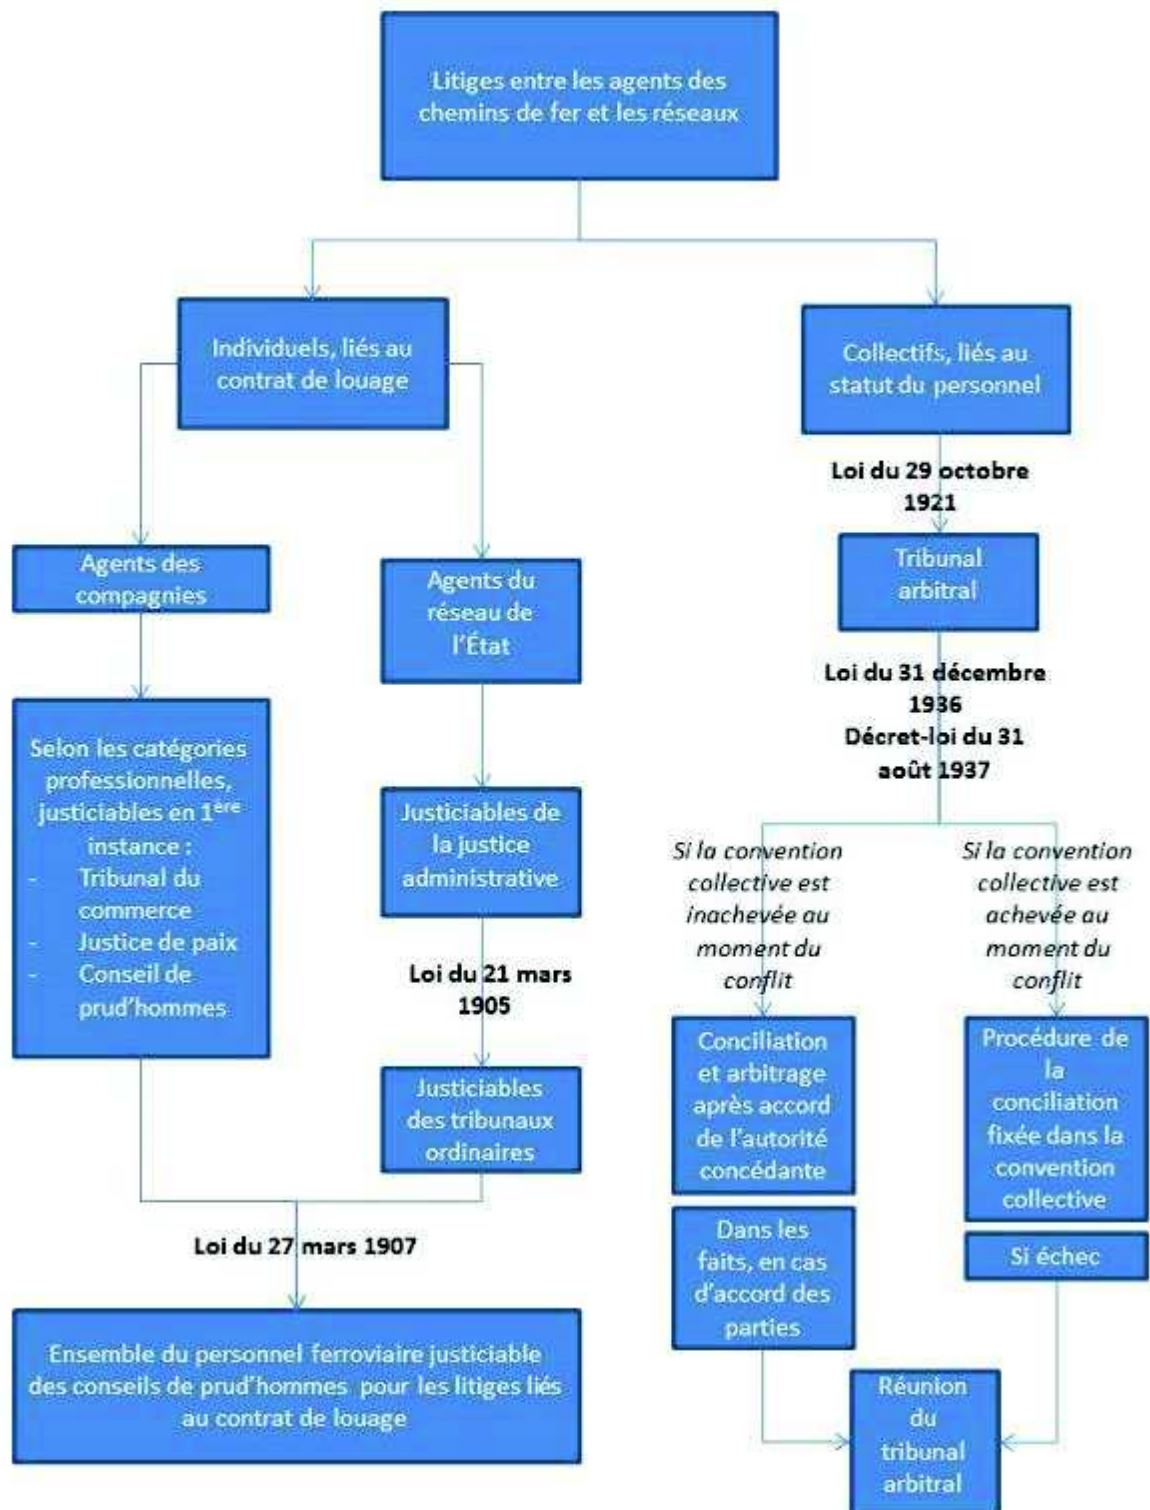 Litiges entre les agents des
chemins de fer et les réseaux
Individuels, liés au
contrat de louage
Collectifs, liés au
statut du personnel
Loi du 29 octobre
1921
Agents des
compagnies
Agents du
réseau de
l'État
Tribunal
arbitral
Loi du 31 décembre
1936
Décret-loi du 31
août 1937
Selon les catégories
professionnelles,
justiciables en 1ère
instance :
- Tribunal du
commerce
- Justice de paix
- Conseil de
prud'hommes
Justiciables de
la justice
administrative
Loi du 21 mars
1905
Justiciables
des tribunaux
ordinaires
Loi du 27 mars 1907
Ensemble du personnel ferroviaire justiciable
des conseils de prud'hommes pour les litiges liés
au contrat de louage
Si la convention
collective est
inachevée au
moment du
conflit
Si la convention
collective est
achevée au
moment du
conflit
Conciliation
et arbitrage
après accord
de l'autorité
concédante
Procédure de
la
conciliation
fixée dans la
convention
collective
Dans les
faits, en cas
d'accord des
parties
Si échec
Réunion
du
tribunal
arbitral